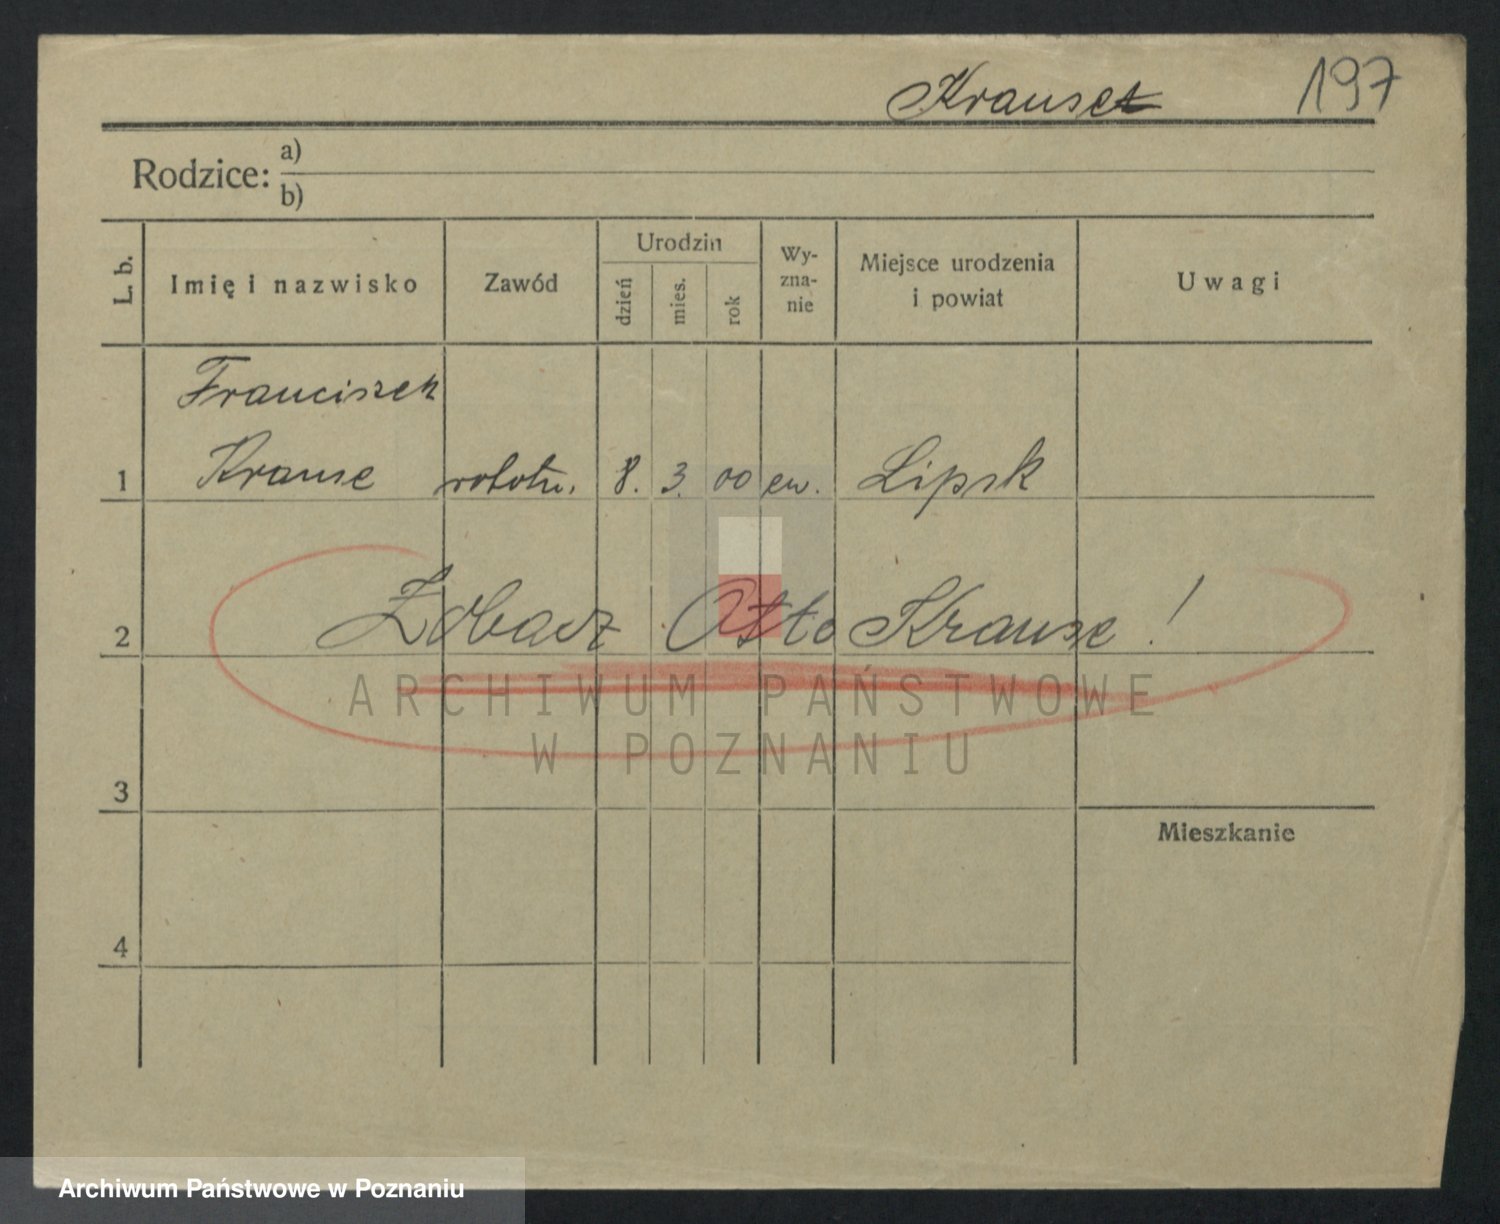 Krause 197
Rodzice: a)
b)
L. b. Imię i nazwisko Zawód Urodzin dzień mies. rok Wy-zna-nie Miejsce urodzenia i powiat Uwagi
Franciszek
1 Krause robotn. 8. 3. 00 ew. Lipsk
2 Zobacz Otto Krause!
ARCHIWUM PAŃSTWOWE
W POZNANIU
3
Mieszkanie
4
Archiwum Państwowe w Poznaniu